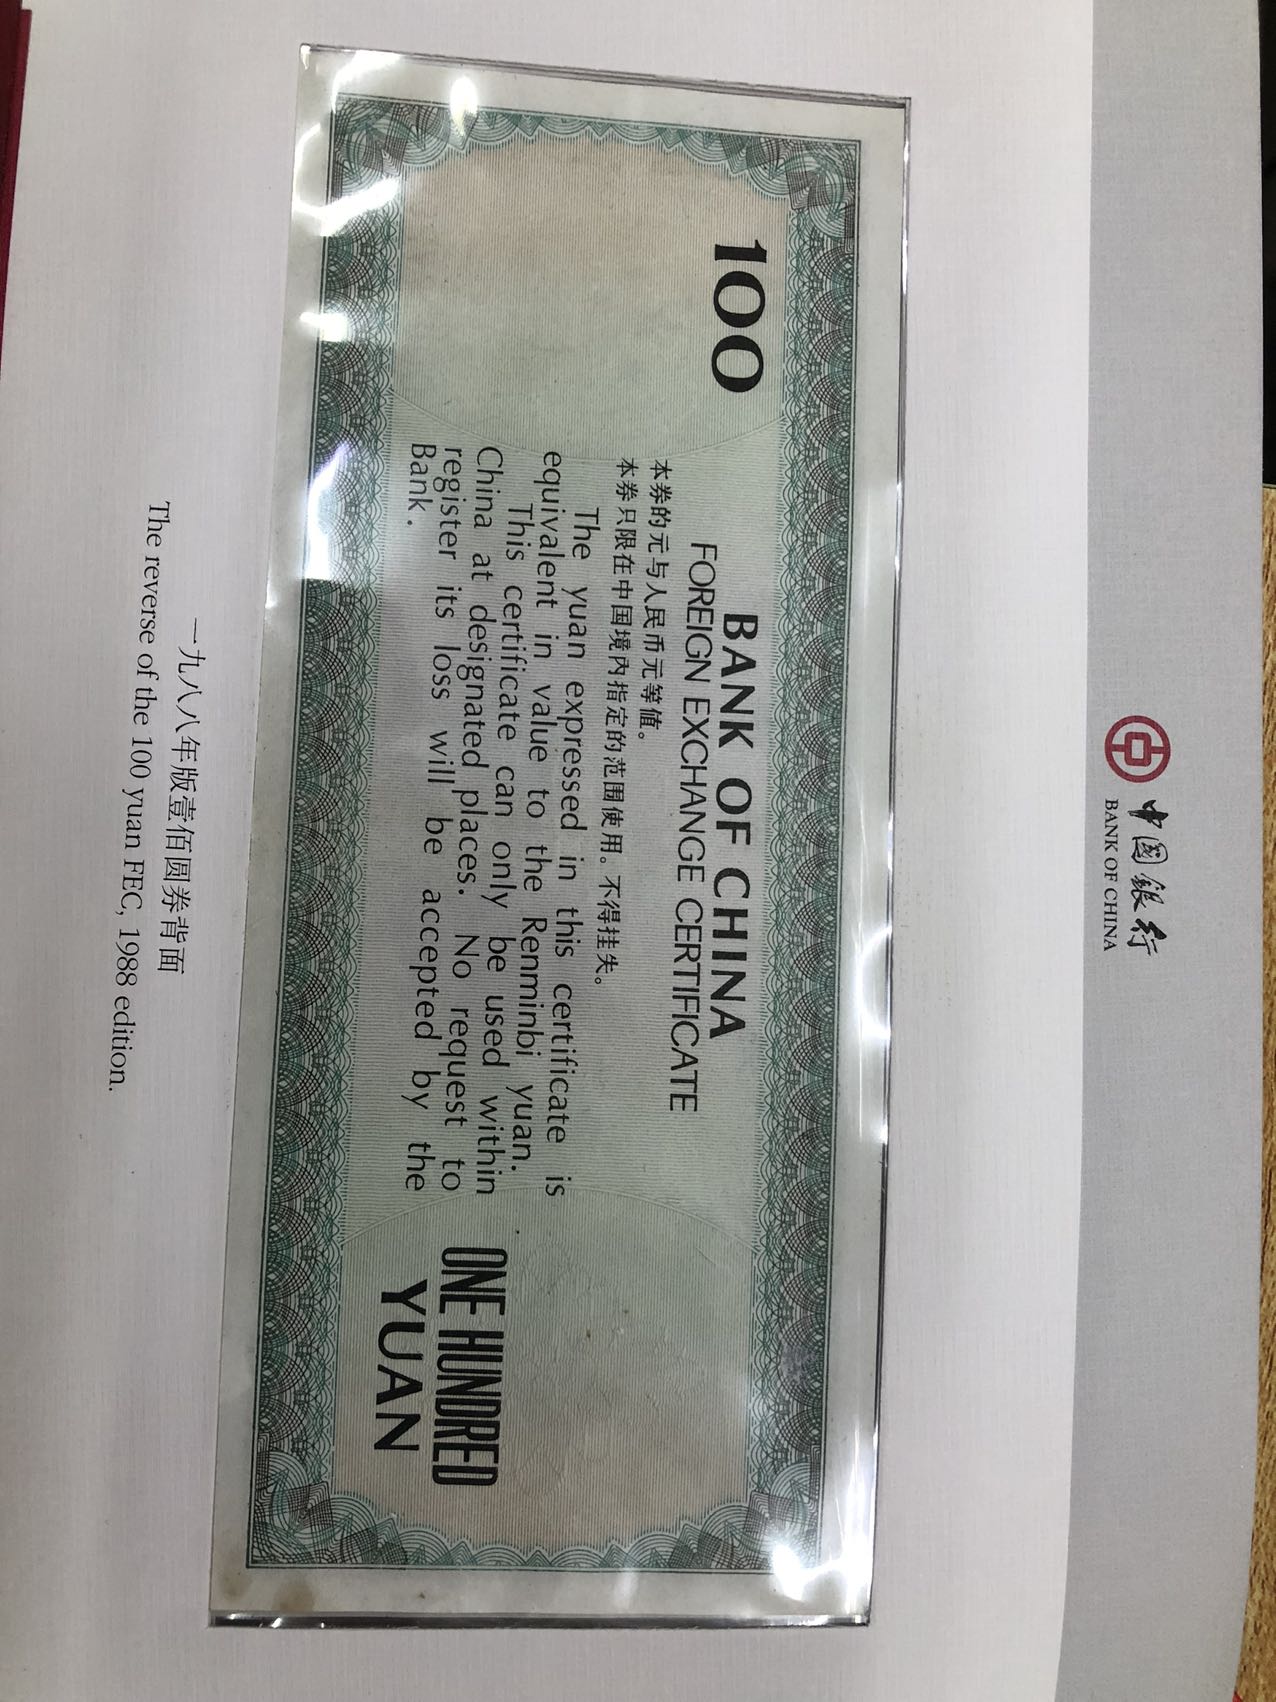 中国銀行
BANK OF CHINA
100
BANK OF CHINA
FOREIGN EXCHANGE CERTIFICATE
本券的元与人民币元等值。
本券只限在中国境内指定的范围使用。不得挂失。
The yuan expressed in this certificate is
equivalent in value to the Renminbi yuan.
This certificate can only be used within
China at designated places. No request to
register its loss will be accepted by the
Bank.
ONE HUNDRED
YUAN
一九八八年版壹佰圆券背面
The reverse of the 100 yuan FEC, 1988 edition.